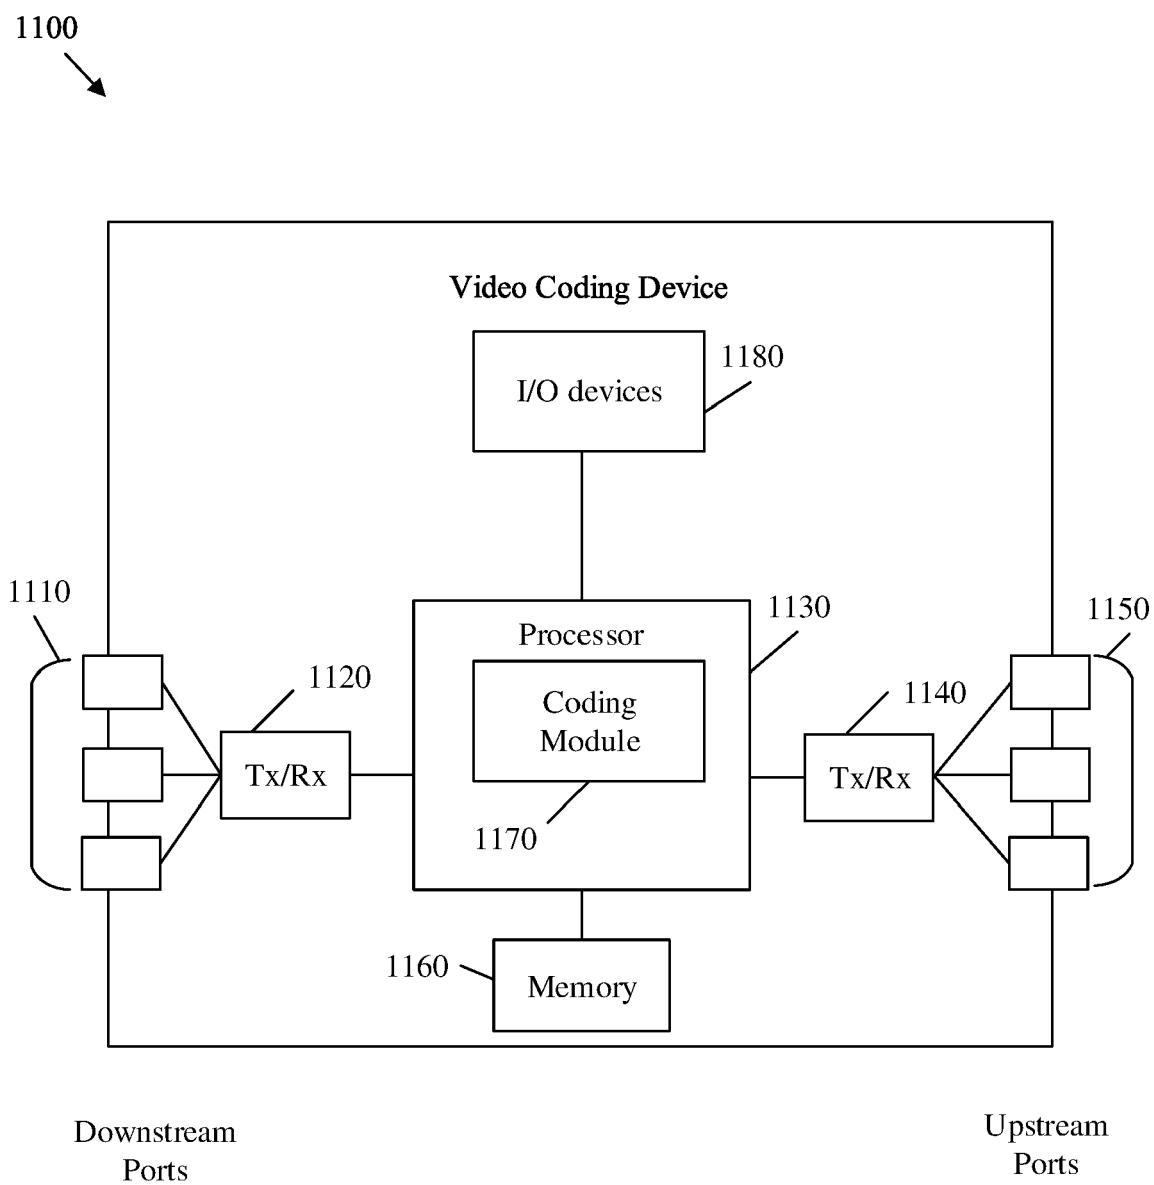 1100
Video Coding Device
I/O devices
1180
1110
Processor
1130
1150
1120
Coding
Module
1140
Tx/Rx
Tx/Rx
1170
1160
Memory
Downstream
Ports
Upstream
Ports